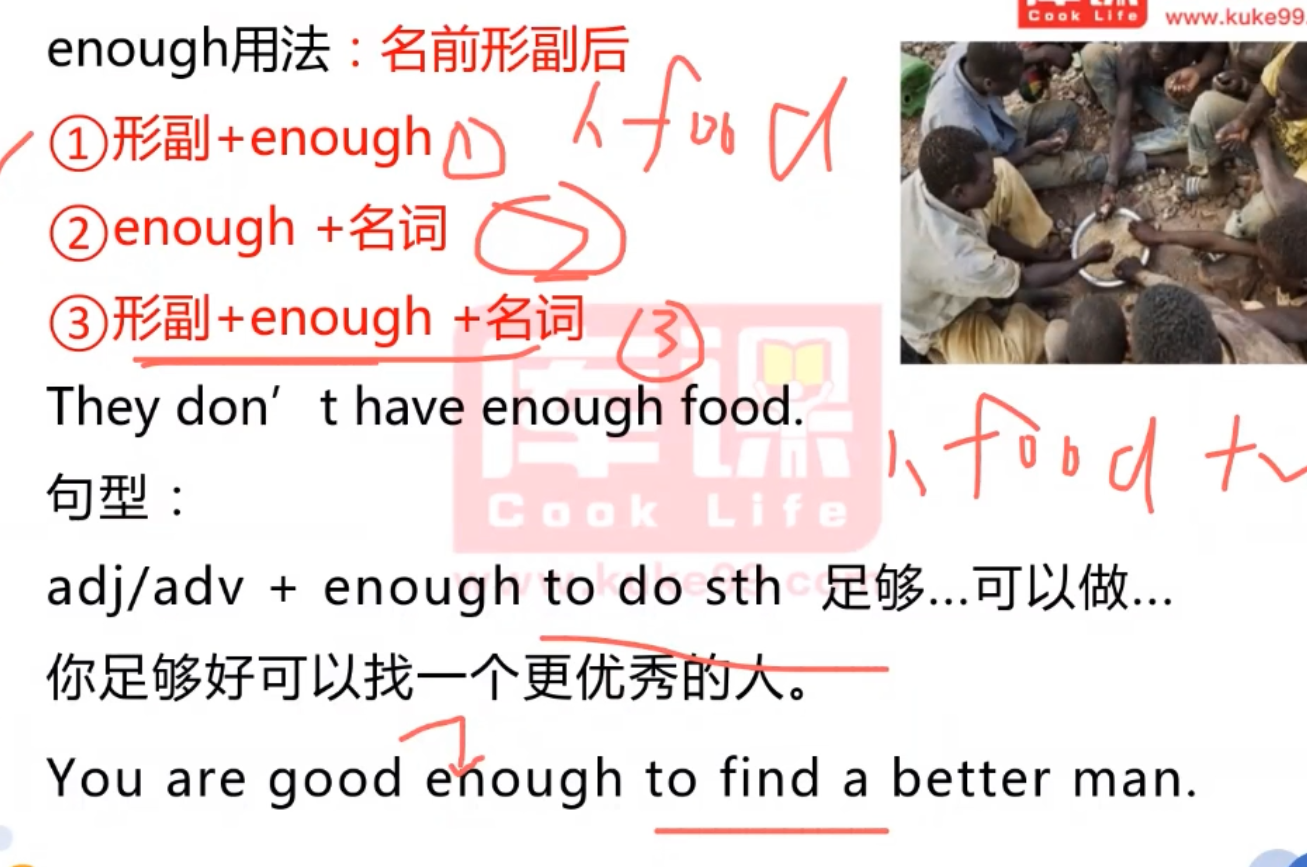 Cook Life www.kuke99.
enough用法：名前形副后
①形副+enough ①
人 food
②enough +名词 ②
③形副+enough +名词 ③
They don't have enough food.
food
句型：
库课
Cook Life
adj/adv + enough to do sth 足够...可以做...
www.kuke99.com
你足够好可以找一个更优秀的人。
You are good enough to find a better man.